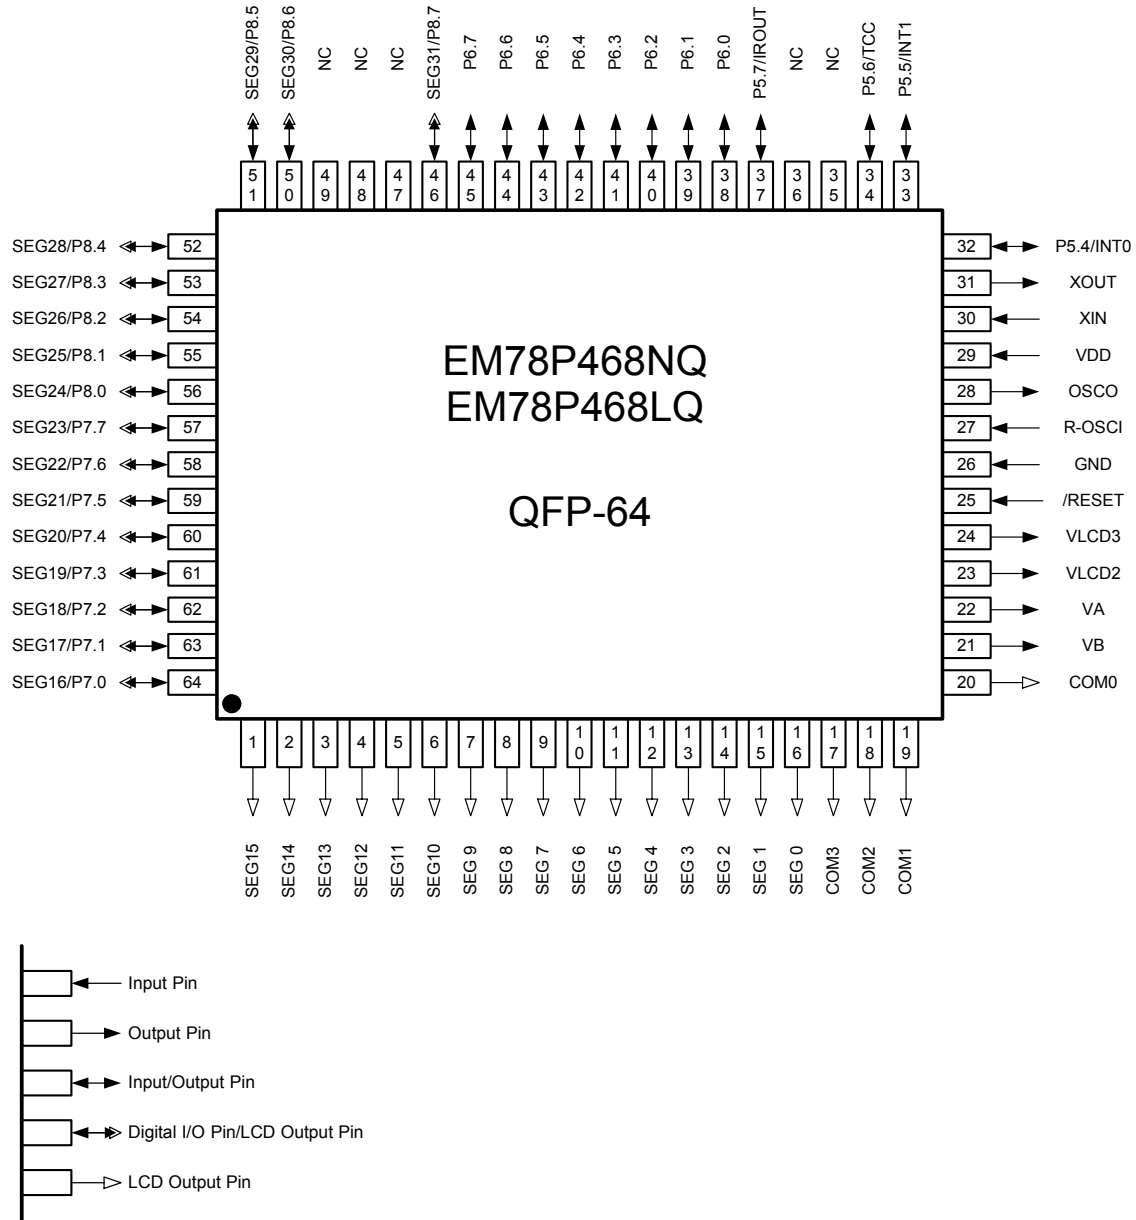 SEG29/P8.5
SEG30/P8.6
NC
NC
NC
SEG31/P8.7
P6.7
P6.6
P6.5
P6.4
P6.3
P6.2
P6.1
P6.0
P5.7/IROUT
NC
NC
P5.6/TCC
P5.5/INT1
51
50
49
48
47
46
45
44
43
42
41
40
39
38
37
36
35
34
33
SEG28/P8.4 52
SEG27/P8.3 53
SEG26/P8.2 54
SEG25/P8.1 55
SEG24/P8.0 56
SEG23/P7.7 57
SEG22/P7.6 58
SEG21/P7.5 59
SEG20/P7.4 60
SEG19/P7.3 61
SEG18/P7.2 62
SEG17/P7.1 63
SEG16/P7.0 64
EM78P468NQ
EM78P468LQ
QFP-64
32 P5.4/INT0
31 XOUT
30 XIN
29 VDD
28 OSCO
27 R-OSCI
26 GND
25 /RESET
24 VLCD3
23 VLCD2
22 VA
21 VB
20 COM0
1
2
3
4
5
6
7
8
9
10
11
12
13
14
15
16
17
18
19
SEG15
SEG14
SEG13
SEG12
SEG11
SEG10
SEG 9
SEG 8
SEG 7
SEG 6
SEG 5
SEG 4
SEG 3
SEG 2
SEG 1
SEG 0
COM3
COM2
COM1
Input Pin
Output Pin
Input/Output Pin
Digital I/O Pin/LCD Output Pin
LCD Output Pin